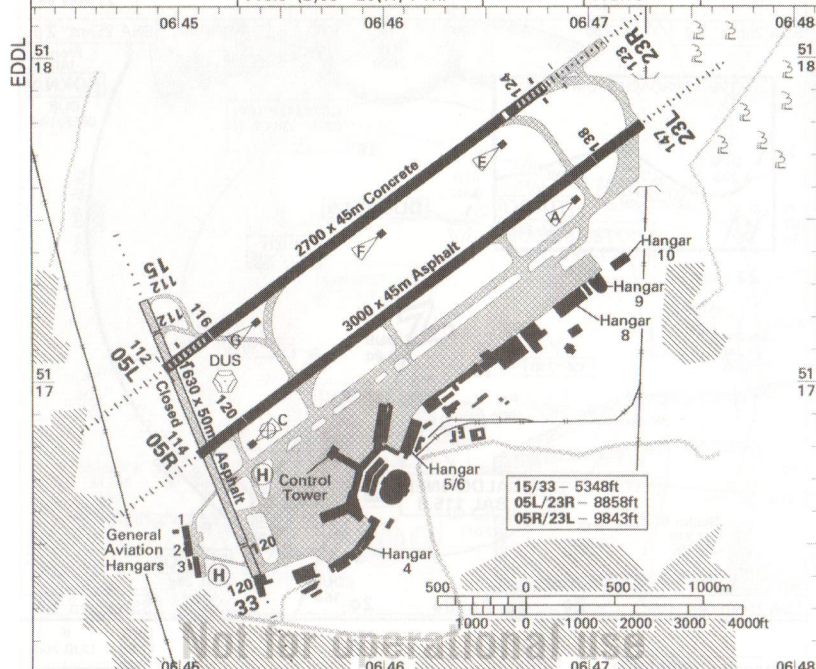 06'45
06'46
06'47
06'48
EDDL
51
18
123
23R
124
138
147
23L
E
2700 x 45m Concrete
A
F
Hangar
10
3000 x 45m Asphalt
15
112
112
Hangar
9
116
Hangar
8
G
DUS
112
05L
51
17
51
17
Closed
1630 x 50m
Asphalt
120
114
05R
C
H
Control
Tower
Hangar
5/6
15/33 – 5348ft
05L/23R – 8858ft
05R/23L – 9843ft
General
Aviation
Hangars
1
2
3
120
H
Hangar
4
120
33
500
0
500
1000m
1000
0
1000
2000
3000
4000ft
Not for operational use
06'45
06'46
06'47
06'48